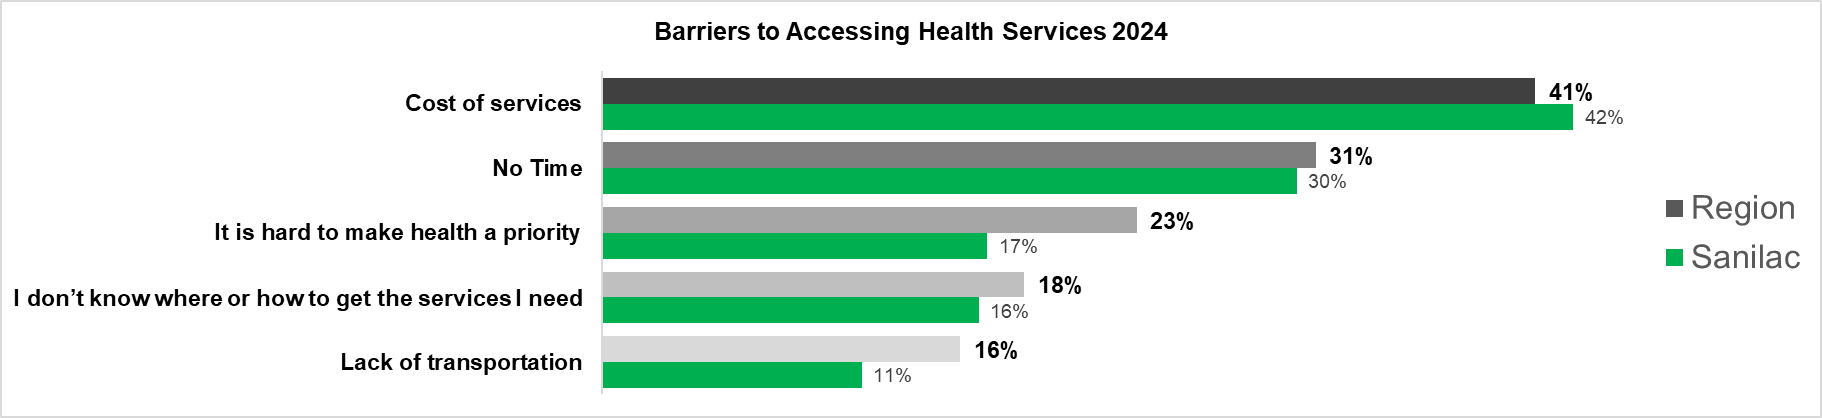 Barriers to Accessing Health Services 2024
Cost of services
41%
42%
No Time
31%
30%
It is hard to make health a priority
23%
17%
I don’t know where or how to get the services I need
18%
16%
Lack of transportation
16%
11%
Region
Sanilac